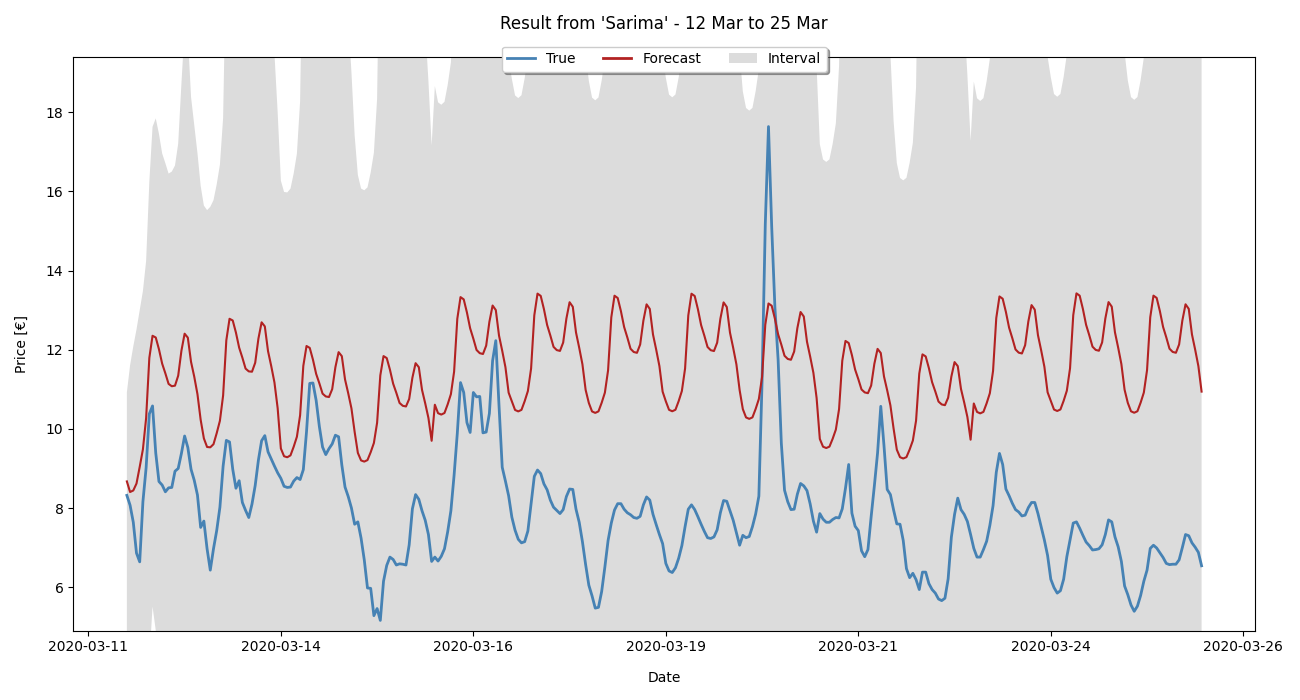 Result from 'Sarima' - 12 Mar to 25 Mar
True Forecast Interval
18
16
14
12
10
8
6
Price [€]
2020-03-11 2020-03-14 2020-03-16 2020-03-19 2020-03-21 2020-03-24 2020-03-26
Date